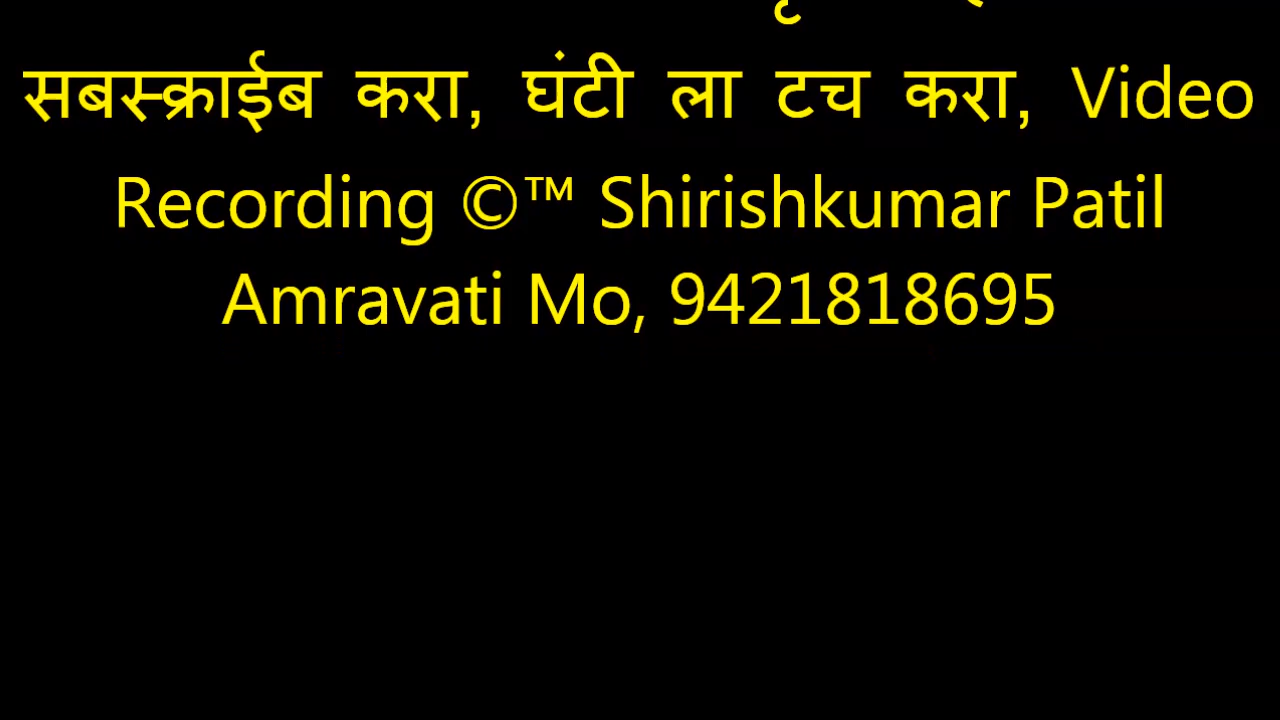 सबस्क्राईब करा, घंटी ला टच करा, Video
Recording ©™ Shirishkumar Patil
Amravati Mo, 9421818695